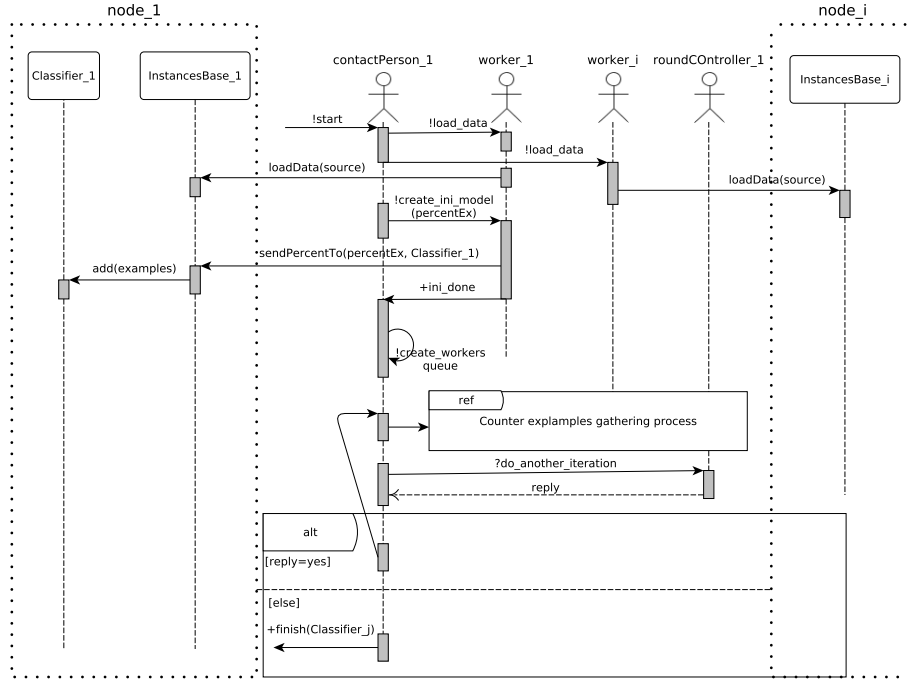 node_1
node_i
contactPerson_1
worker_1
worker_i
roundCOntroller_1
Classifier_1
InstancesBase_1
InstancesBase_i
!start
!load_data
!load_data
loadData(source)
loadData(source)
!create_ini_model
(percentEx)
sendPercentTo(percentEx, Classifier_1)
add(examples)
+ini_done
!create_workers
queue
ref
Counter explamples gathering process
?do_another_iteration
reply
alt
[reply=yes]
[else]
+finish(Classifier_j)